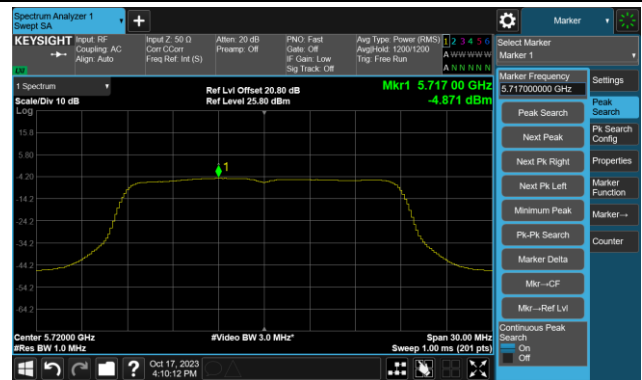 Spectrum Analyzer 1
Swept SA
Marker
KEYSIGHT
Input: RF
Coupling: AC
Align: Auto
Input Z: 50 Ω
Corr CCorr
Freq Ref: Int (S)
Atten: 20 dB
Preamp: Off
PNO: Fast
Gate: Off
IF Gain: Low
Sig Track: Off
Avg Type: Power (RMS)
Avg|Hold: 1200/1200
Trig: Free Run
1 2 3 4 5 6
A W W W W W
A N N N N N
LW
Select Marker
Marker 1
1 Spectrum
Scale/Div 10 dB
Log
Ref Lvl Offset 20.80 dB
Ref Level 25.80 dBm
Mkr1 5.717 00 GHz
-4.871 dBm
15.8
5.80
-4.20
-14.2
-24.2
-34.2
-44.2
-54.2
-64.2
1
Center 5.72000 GHz
#Res BW 1.0 MHz
#Video BW 3.0 MHz*
Span 30.00 MHz
Sweep 1.00 ms (201 pts)
Marker Frequency
5.717000000 GHz
Peak Search
Next Peak
Next Pk Right
Next Pk Left
Minimum Peak
Pk-Pk Search
Marker Delta
Mkr→CF
Mkr→Ref Lvl
Continuous Peak
Search
On
Off
Settings
Peak
Search
Pk Search
Config
Properties
Marker
Function
Marker→
Counter
Oct 17, 2023
4:10:12 PM